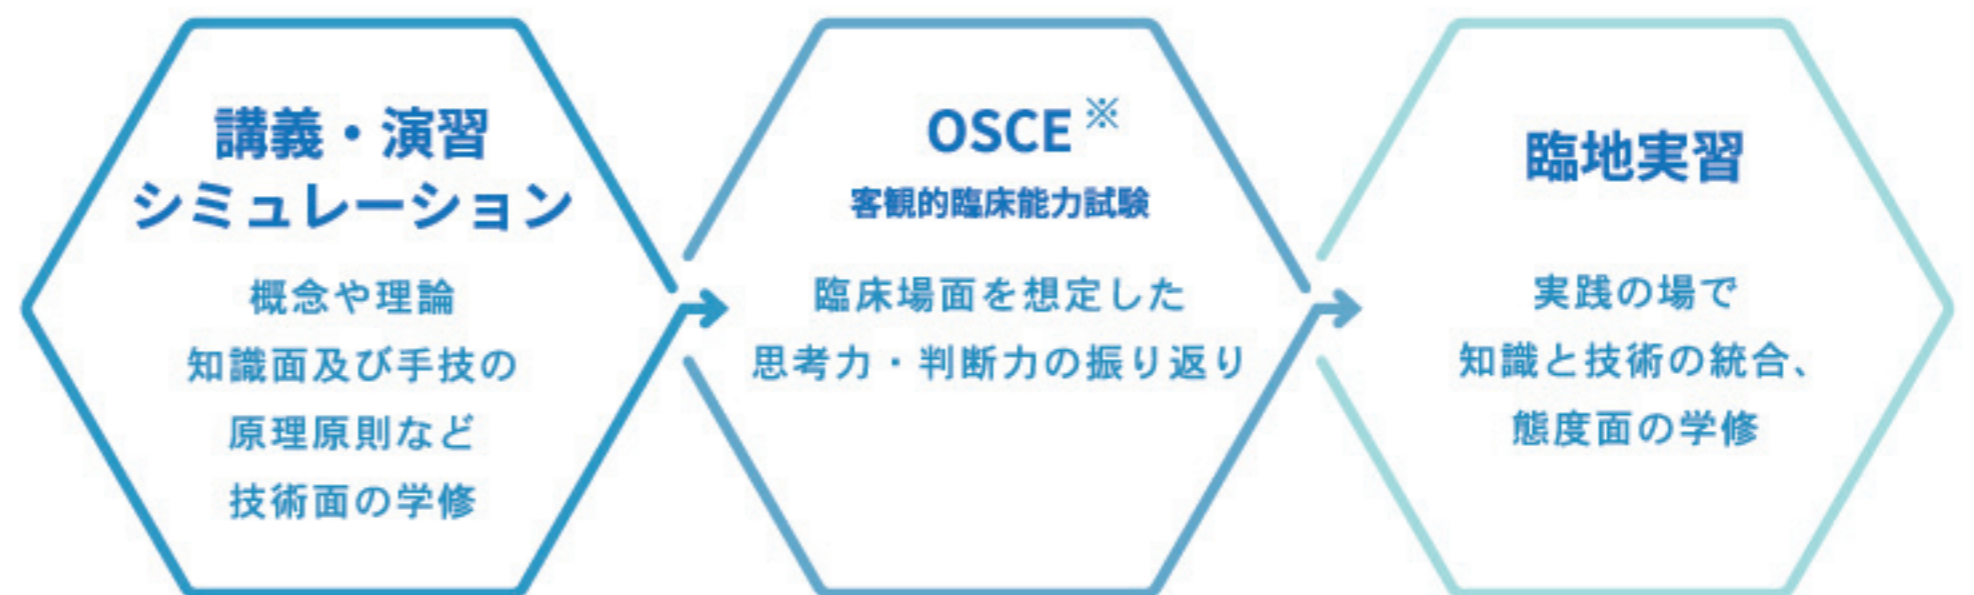 講義・演習
シミュレーション
概念や理論
知識面及び手技の
原理原則など
技術面の学修
OSCE※
客観的臨床能力試験
臨床場面を想定した
思考力・判断力の振り返り
臨地実習
実践の場で
知識と技術の統合、
態度面の学修